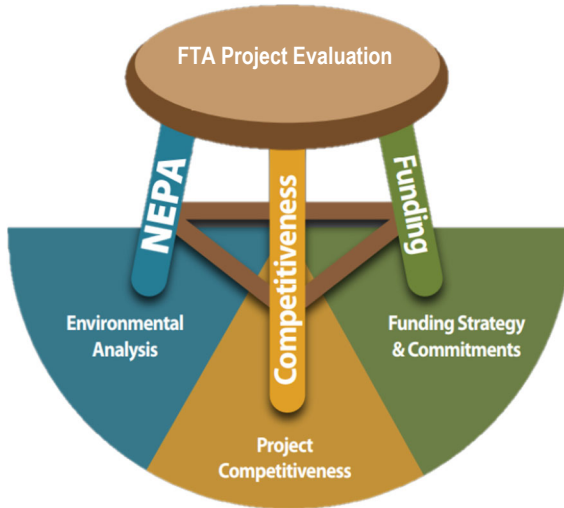 FTA Project Evaluation
NEPA
Competitiveness
Funding
Environmental
Analysis
Funding Strategy
& Commitments
Project
Competitiveness